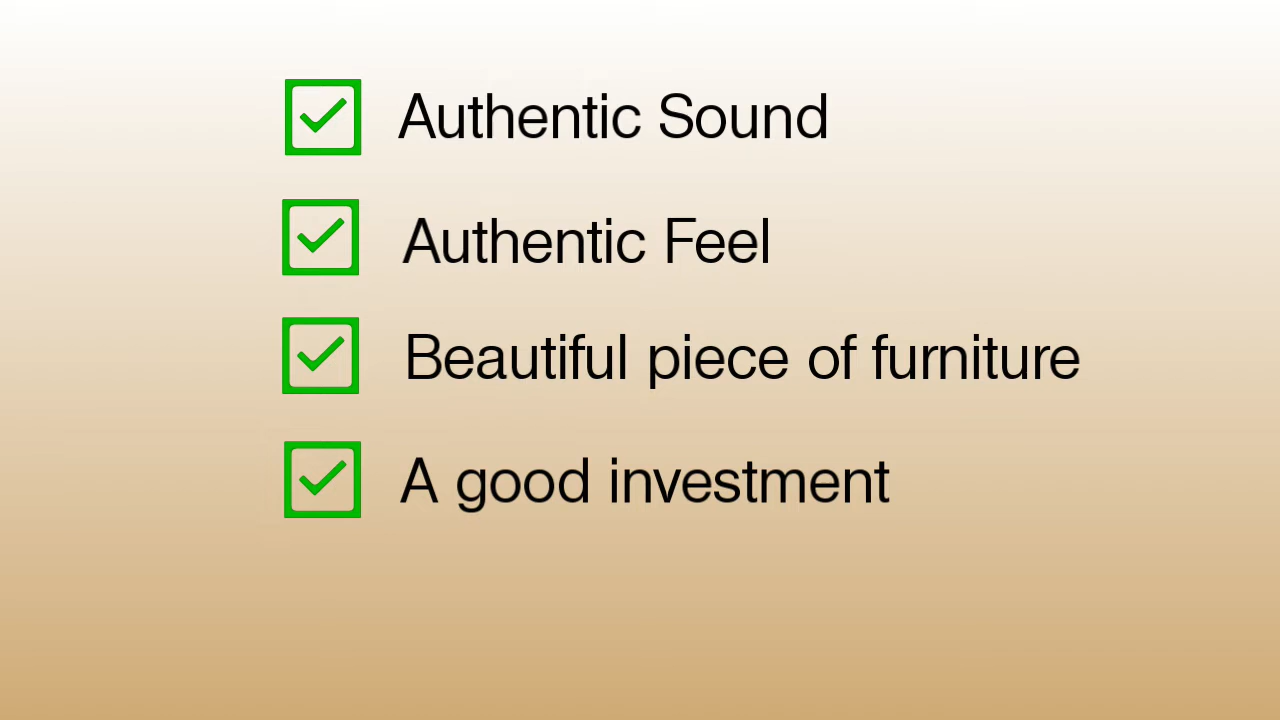 Authentic Sound
Authentic Feel
Beautiful piece of furniture
A good investment